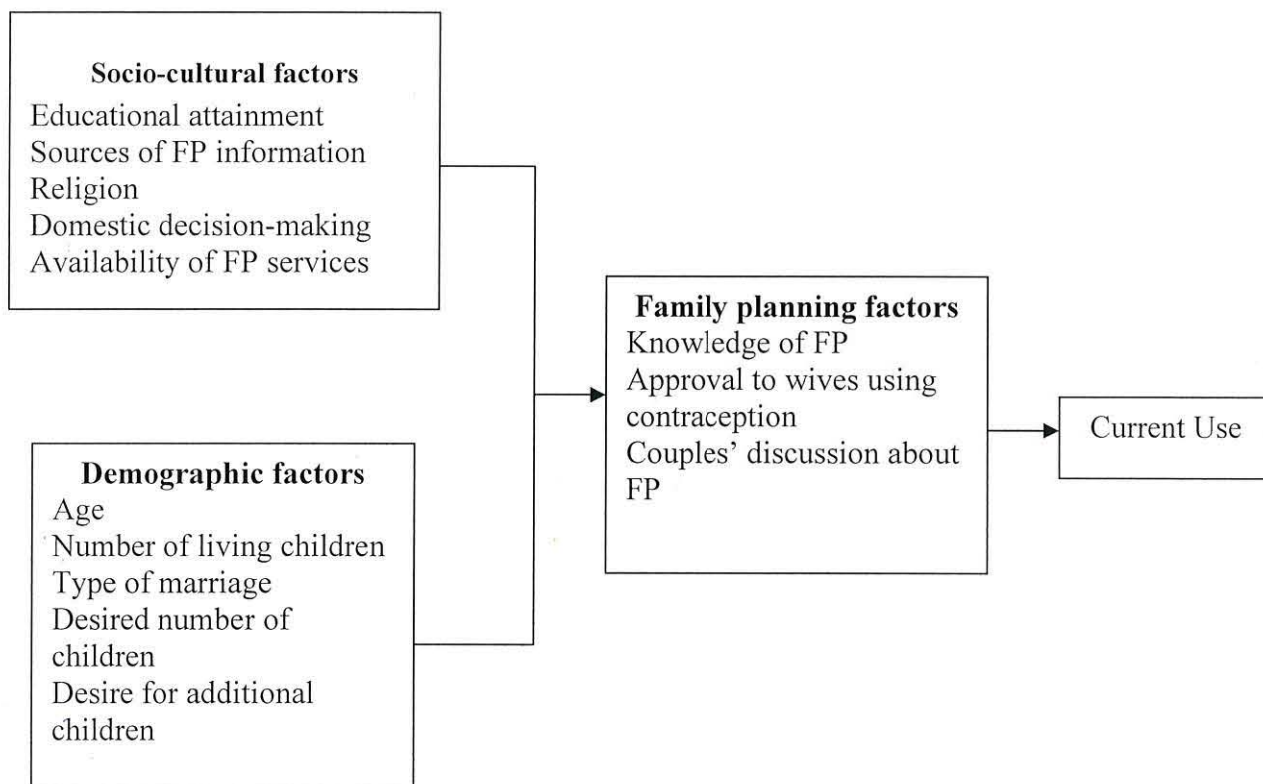 Socio-cultural factors
Educational attainment
Sources of FP information
Religion
Domestic decision-making
Availability of FP services
Demographic factors
Age
Number of living children
Type of marriage
Desired number of
children
Desire for additional
children
Family planning factors
Knowledge of FP
Approval to wives using
contraception
Couples’ discussion about
FP
Current Use